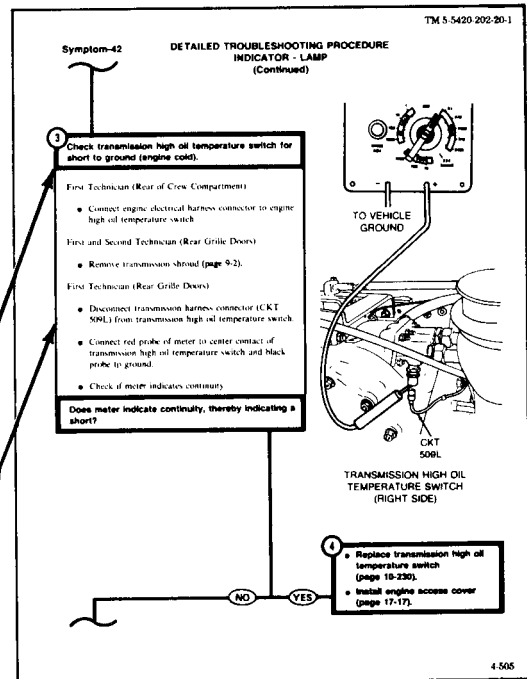 TM 5-5420-202-20-1
Symptom-42
DETAILED TROUBLESHOOTING PROCEDURE
INDICATOR - LAMP
(Continued)
3
Check transmission high oil temperature switch for
short to ground (engine cold).
First Technician (Rear of Crew Compartment)
• Connect engine electrical harness connector to engine
high oil temperature switch
First and Second Technician (Rear Grille Doors)
• Remove transmission shroud (page 9-2).
First Technician (Rear Grille Doors)
• Disconnect transmission harness connector (CKT
509L) from transmission high oil temperature switch.
• Connect red probe of meter to center contact of
transmission high oil temperature switch and black
probe to ground.
• Check if meter indicates continuity
Does meter indicate continuity, thereby indicating a
short?
- +
TO VEHICLE
GROUND
CKT
509L
TRANSMISSION HIGH OIL
TEMPERATURE SWITCH
(RIGHT SIDE)
4
• Replace transmission high oil
temperature switch
(page 10-230).
• Install engine access cover
(page 17-17).
NO
YES
4-505